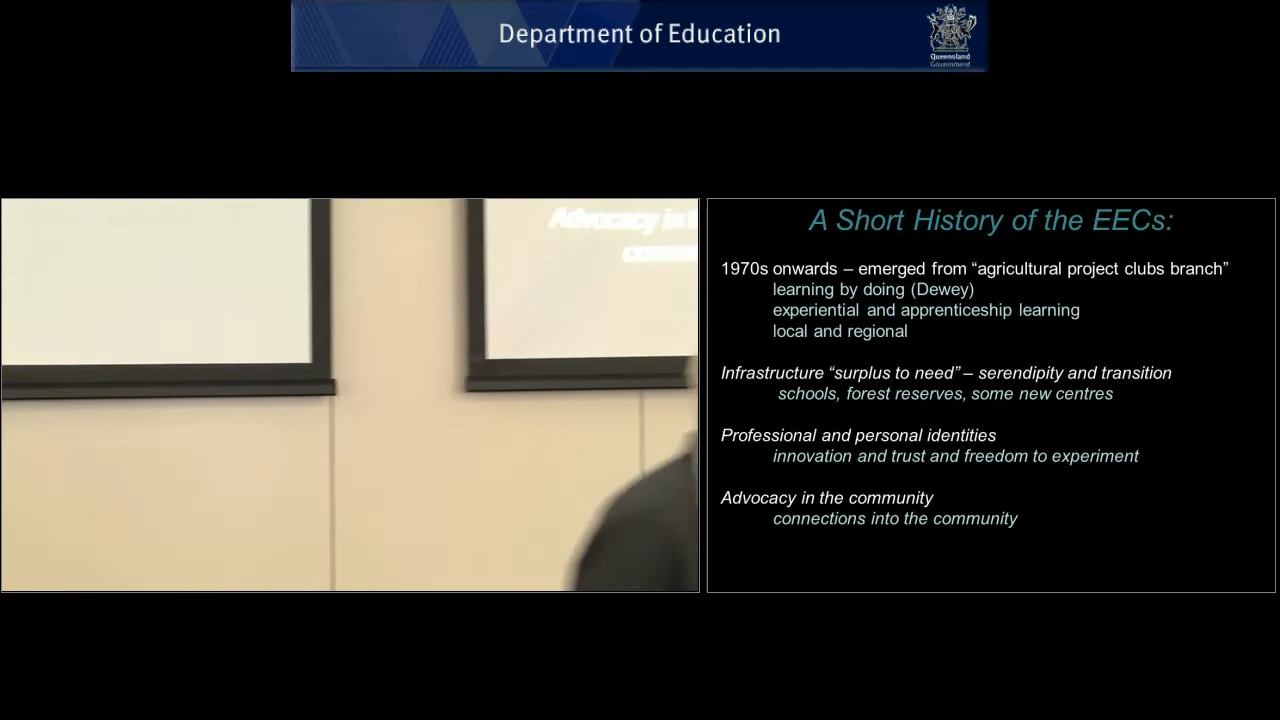 Department of Education
Queensland
Government
Advocacy in
A Short History of the EECs:
1970s onwards – emerged from “agricultural project clubs branch”
learning by doing (Dewey)
experiential and apprenticeship learning
local and regional
Infrastructure “surplus to need” – serendipity and transition
schools, forest reserves, some new centres
Professional and personal identities
innovation and trust and freedom to experiment
Advocacy in the community
connections into the community